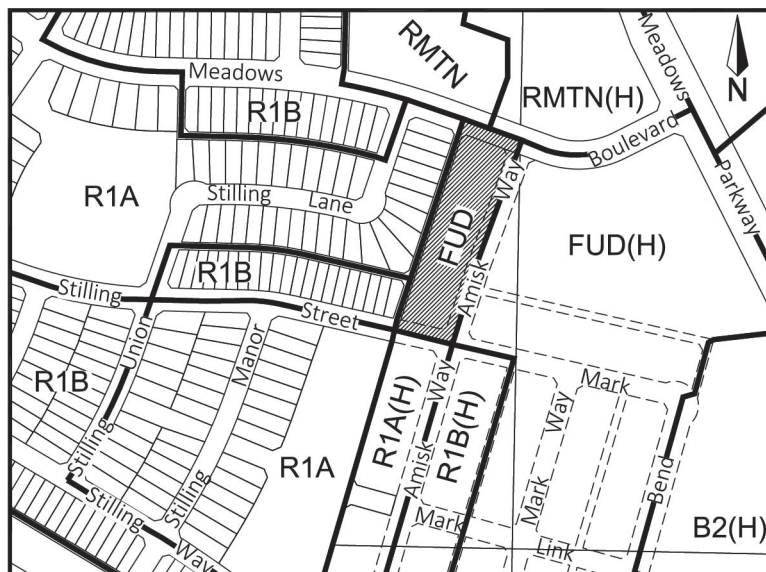 RMTN
Meadows
N
Meadows
RMTN(H)
R1B
Boulevard
Way
Parkway
R1A
Stilling Lane
FUD
FUD(H)
R1B
Amisk
Stilling
Street
Union
Manor
R1B
Mark
Way
R1A(H)
R1B(H)
Way
Stilling
R1A
Amisk
Bend
Stilling
Stilling
Mark
Mark
B2(H)
Way
Link